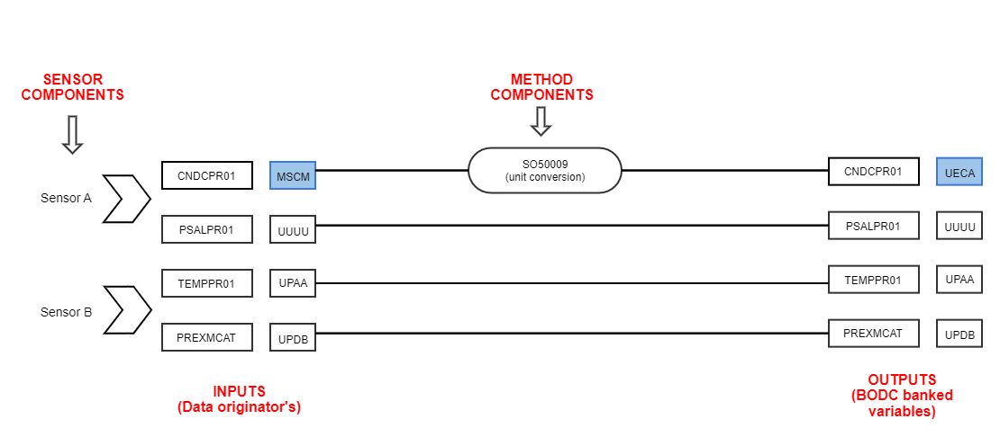 SENSOR
COMPONENTS
METHOD
COMPONENTS
Sensor A
CNDCPR01
MSCM
SO50009
(unit conversion)
CNDCPR01
UECA
PSALPR01
UUUU
PSALPR01
UUUU
Sensor B
TEMPPR01
UPAA
TEMPPR01
UPAA
PREXMCAT
UPDB
PREXMCAT
UPDB
INPUTS
(Data originator's)
OUTPUTS
(BODC banked
variables)